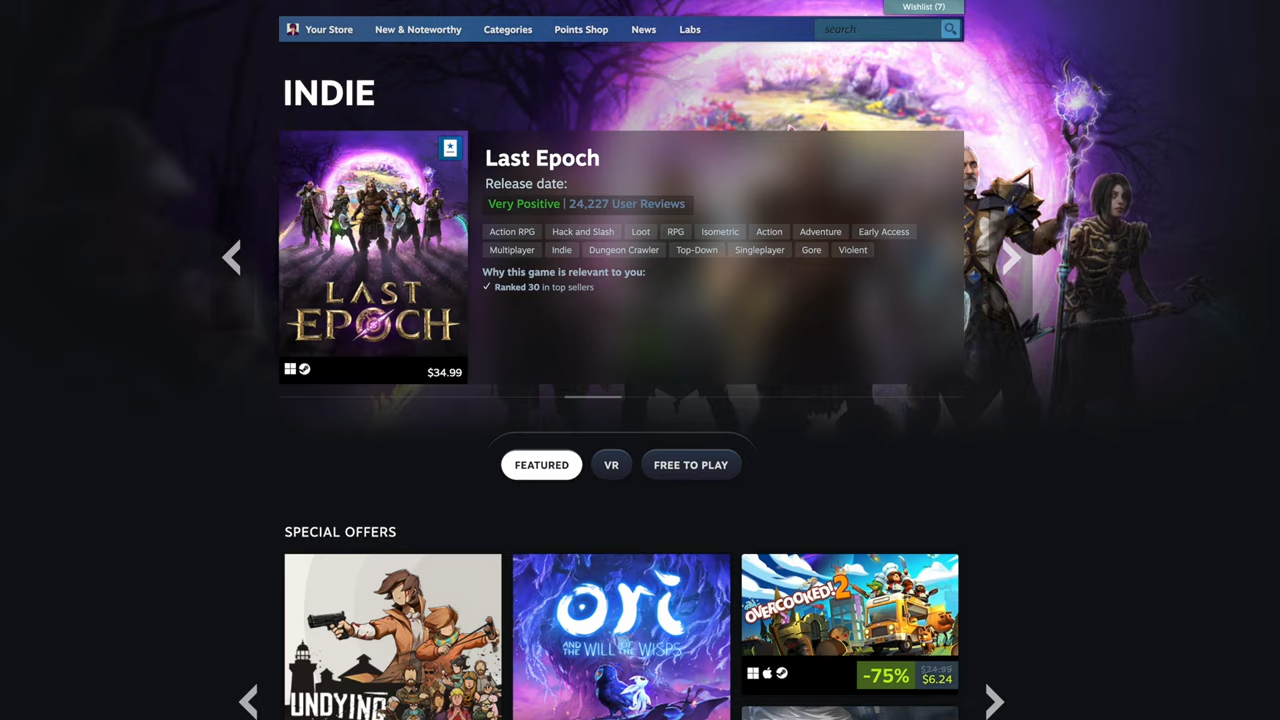 Wishlist (7)
Your Store New & Noteworthy Categories Points Shop News Labs search
INDIE
Last Epoch
Release date:
Very Positive | 24,227 User Reviews
Action RPG Hack and Slash Loot RPG Isometric Action Adventure Early Access
Multiplayer Indie Dungeon Crawler Top-Down Singleplayer Gore Violent
Why this game is relevant to you:
✓ Ranked 30 in top sellers
LAST
EPOCH
$34.99
FEATURED VR FREE TO PLAY
SPECIAL OFFERS
UNDYING
ori
AND THE WILL OF THE WISPS
OVERCOOKED! 2
-75% $24.99
$6.24